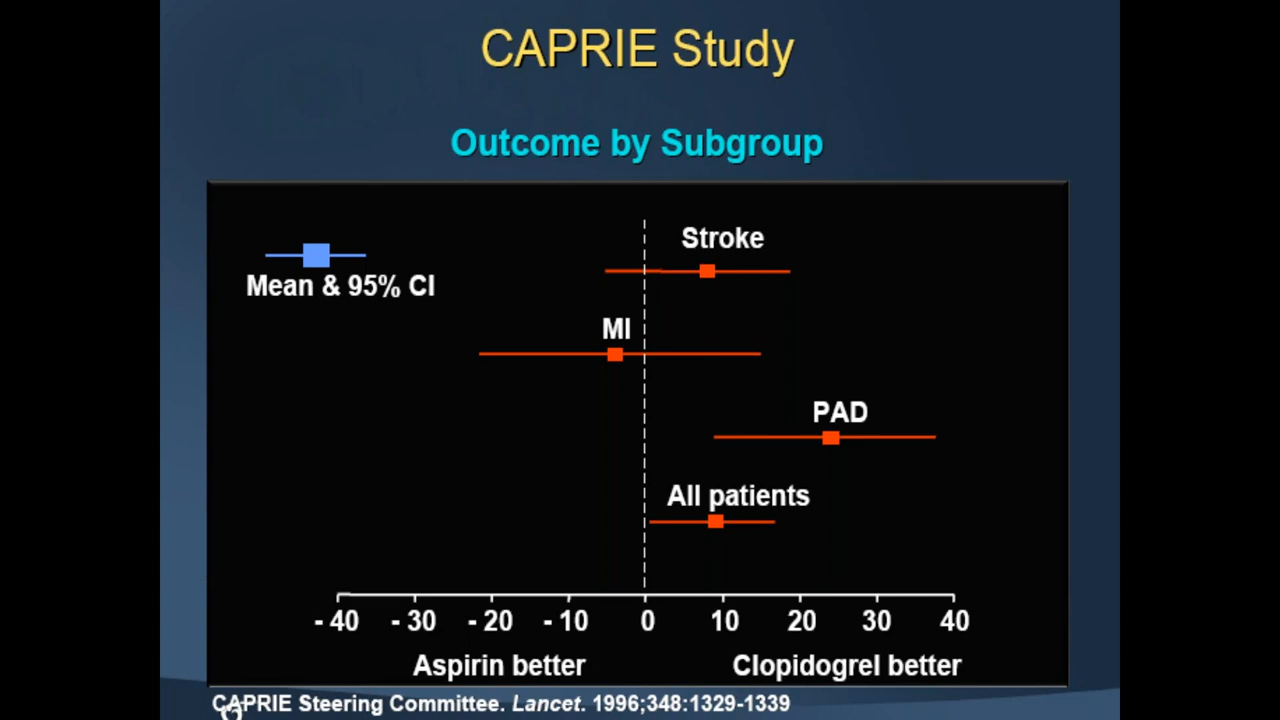 CAPRIE Study
Outcome by Subgroup
Stroke
Mean & 95% CI
MI
PAD
All patients
- 40 - 30 - 20 - 10 0 10 20 30 40
Aspirin better Clopidogrel better
CAPRIE Steering Committee. Lancet. 1996;348:1329-1339